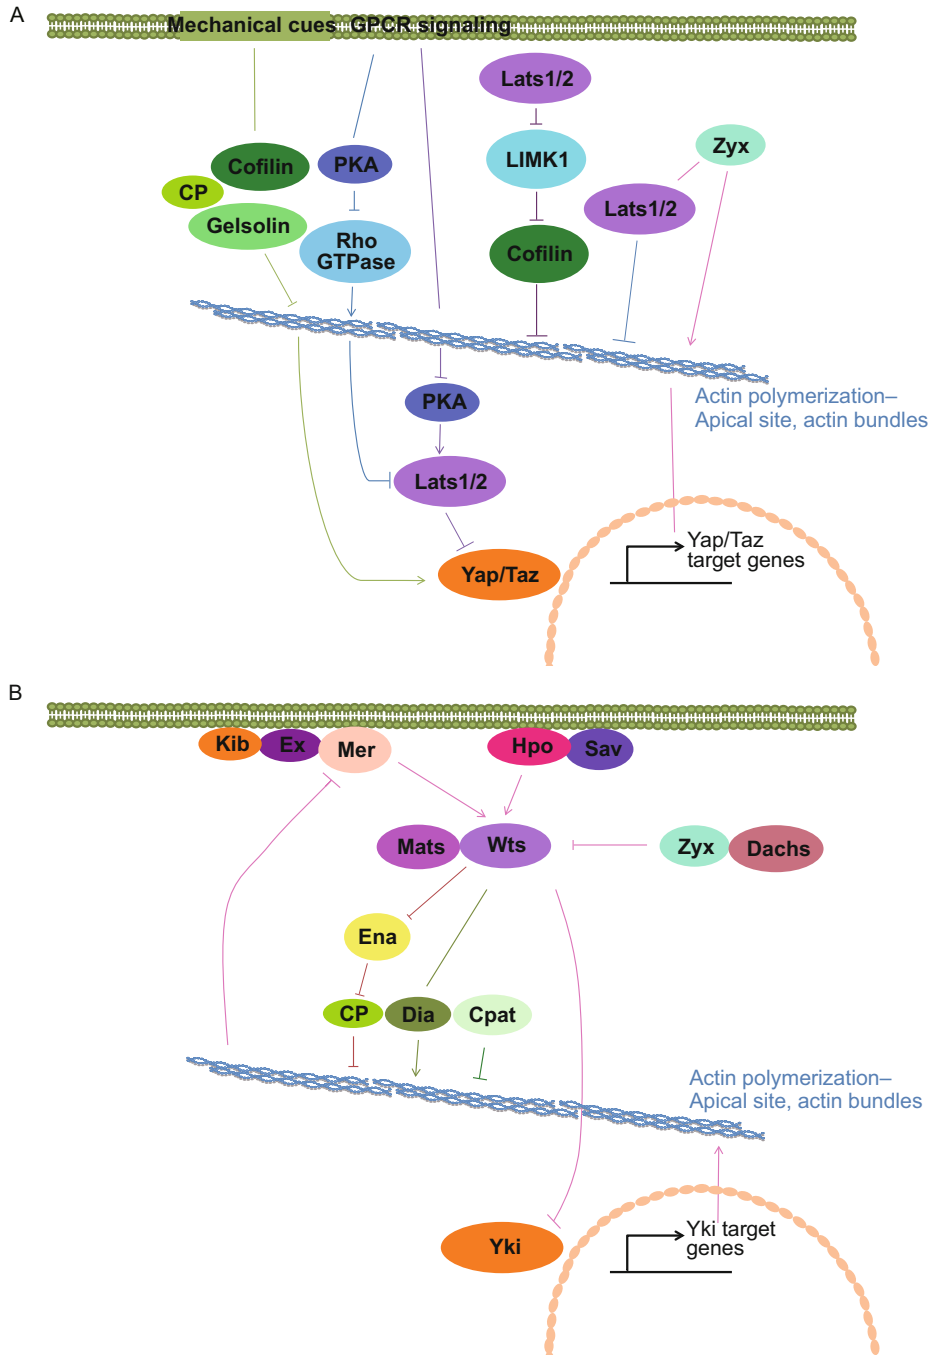 A
Mechanical cues GPCR signaling
Lats1/2
Zyx
LIMK1
Cofilin
PKA
CP
Lats1/2
Gelsolin
Rho
GTPase
Cofilin
Actin polymerization–
Apical site, actin bundles
PKA
Lats1/2
Yap/Taz
Yap/Taz
target genes
B
Kib
Ex
Mer
Hpo
Sav
Mats
Wts
Zyx
Dachs
Ena
CP
Dia
Cpat
Actin polymerization–
Apical site, actin bundles
Yki
Yki target
genes